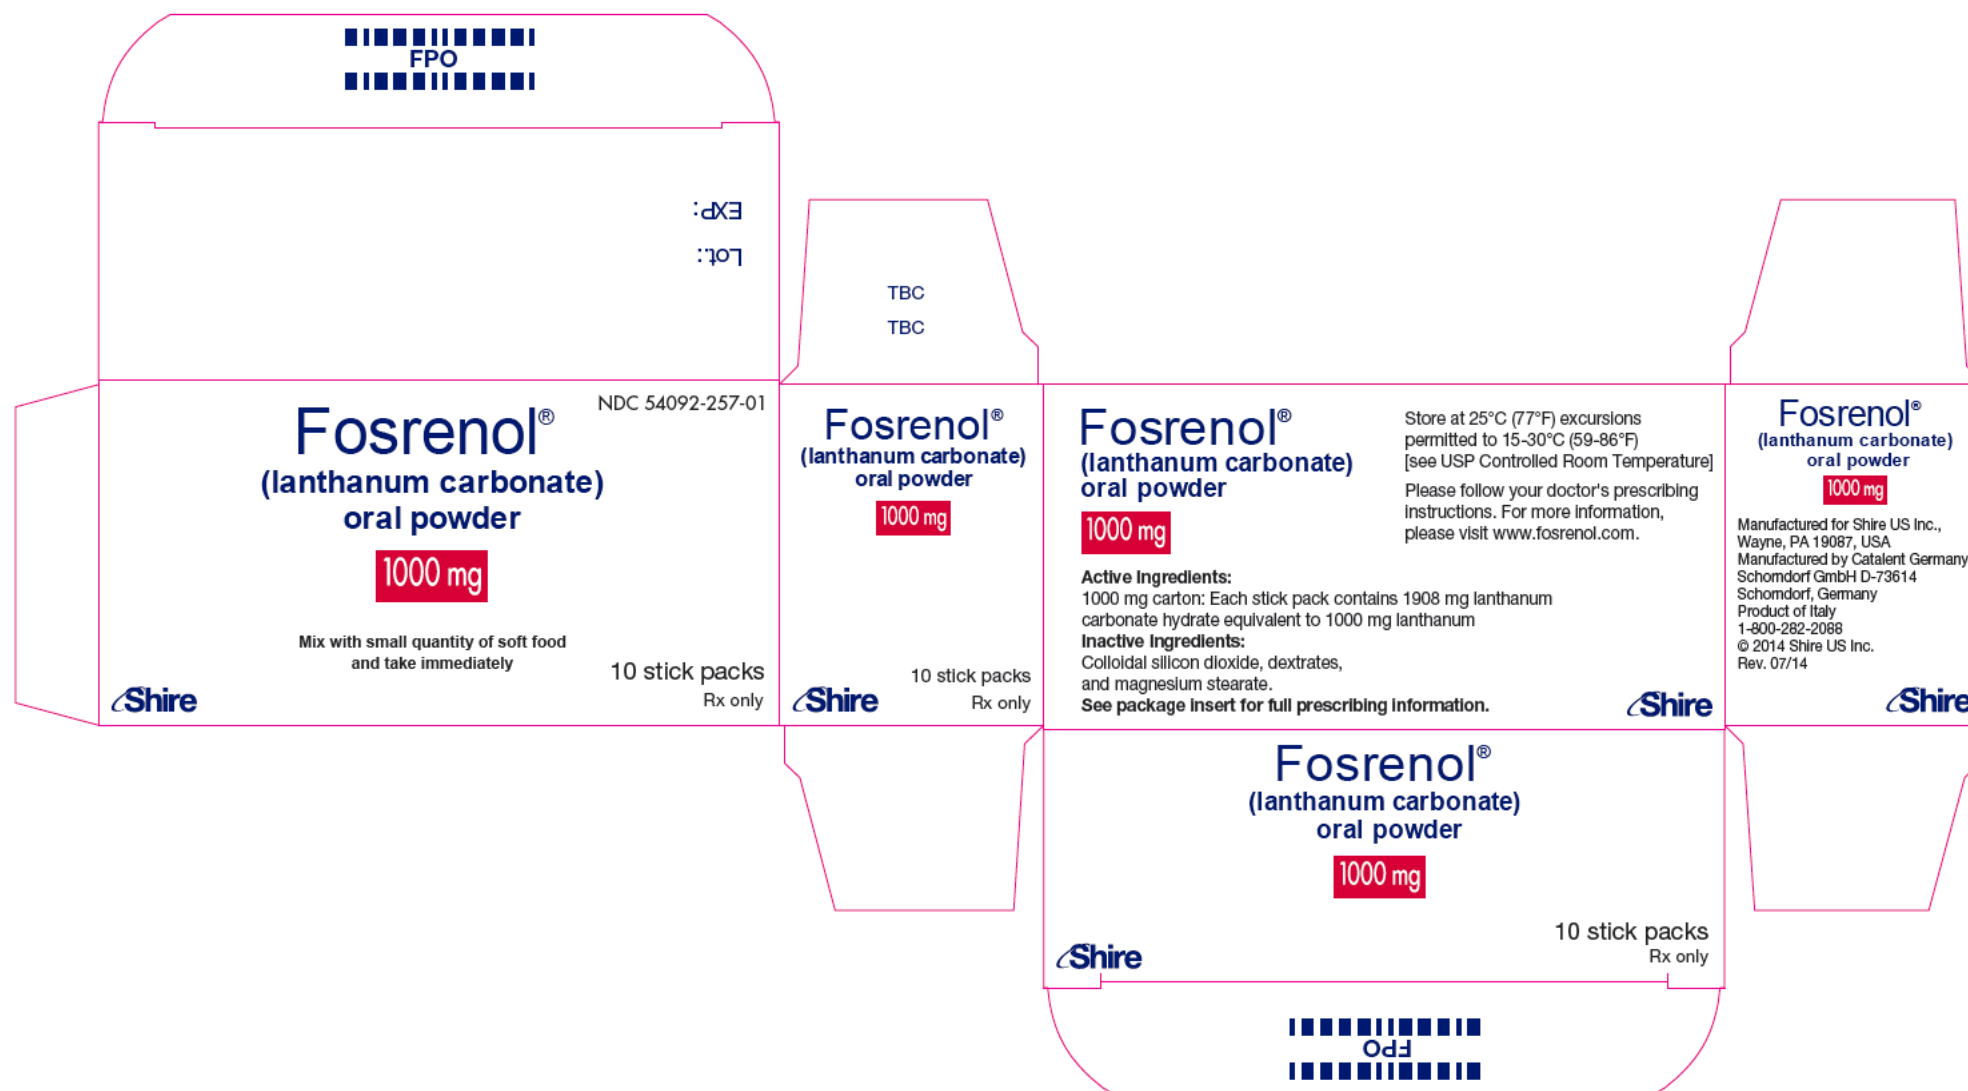 FPO
EXP:
Lot.:
TBC
TBC
NDC 54092-257-01
Fosrenol®
(lanthanum carbonate)
oral powder
1000 mg
Mix with small quantity of soft food
and take immediately
10 stick packs
Rx only
Shire
Fosrenol®
(lanthanum carbonate)
oral powder
1000 mg
10 stick packs
Rx only
Shire
Fosrenol®
(lanthanum carbonate)
oral powder
1000 mg
Store at 25°C (77°F) excursions
permitted to 15-30°C (59-86°F)
[see USP Controlled Room Temperature]
Please follow your doctor's prescribing
instructions. For more information,
please visit www.fosrenol.com.
Active Ingredients:
1000 mg carton: Each stick pack contains 1908 mg lanthanum
carbonate hydrate equivalent to 1000 mg lanthanum
Inactive Ingredients:
Colloidal silicon dioxide, dextrates,
and magnesium stearate.
See package insert for full prescribing information.
Shire
Fosrenol®
(lanthanum carbonate)
oral powder
1000 mg
Manufactured for Shire US Inc.,
Wayne, PA 19087, USA
Manufactured by Catalent Germany
Schorndorf GmbH D-73614
Schorndorf, Germany
Product of Italy
1-800-282-2088
© 2014 Shire US Inc.
Rev. 07/14
Shire
Fosrenol®
(lanthanum carbonate)
oral powder
1000 mg
10 stick packs
Rx only
Shire
FPO